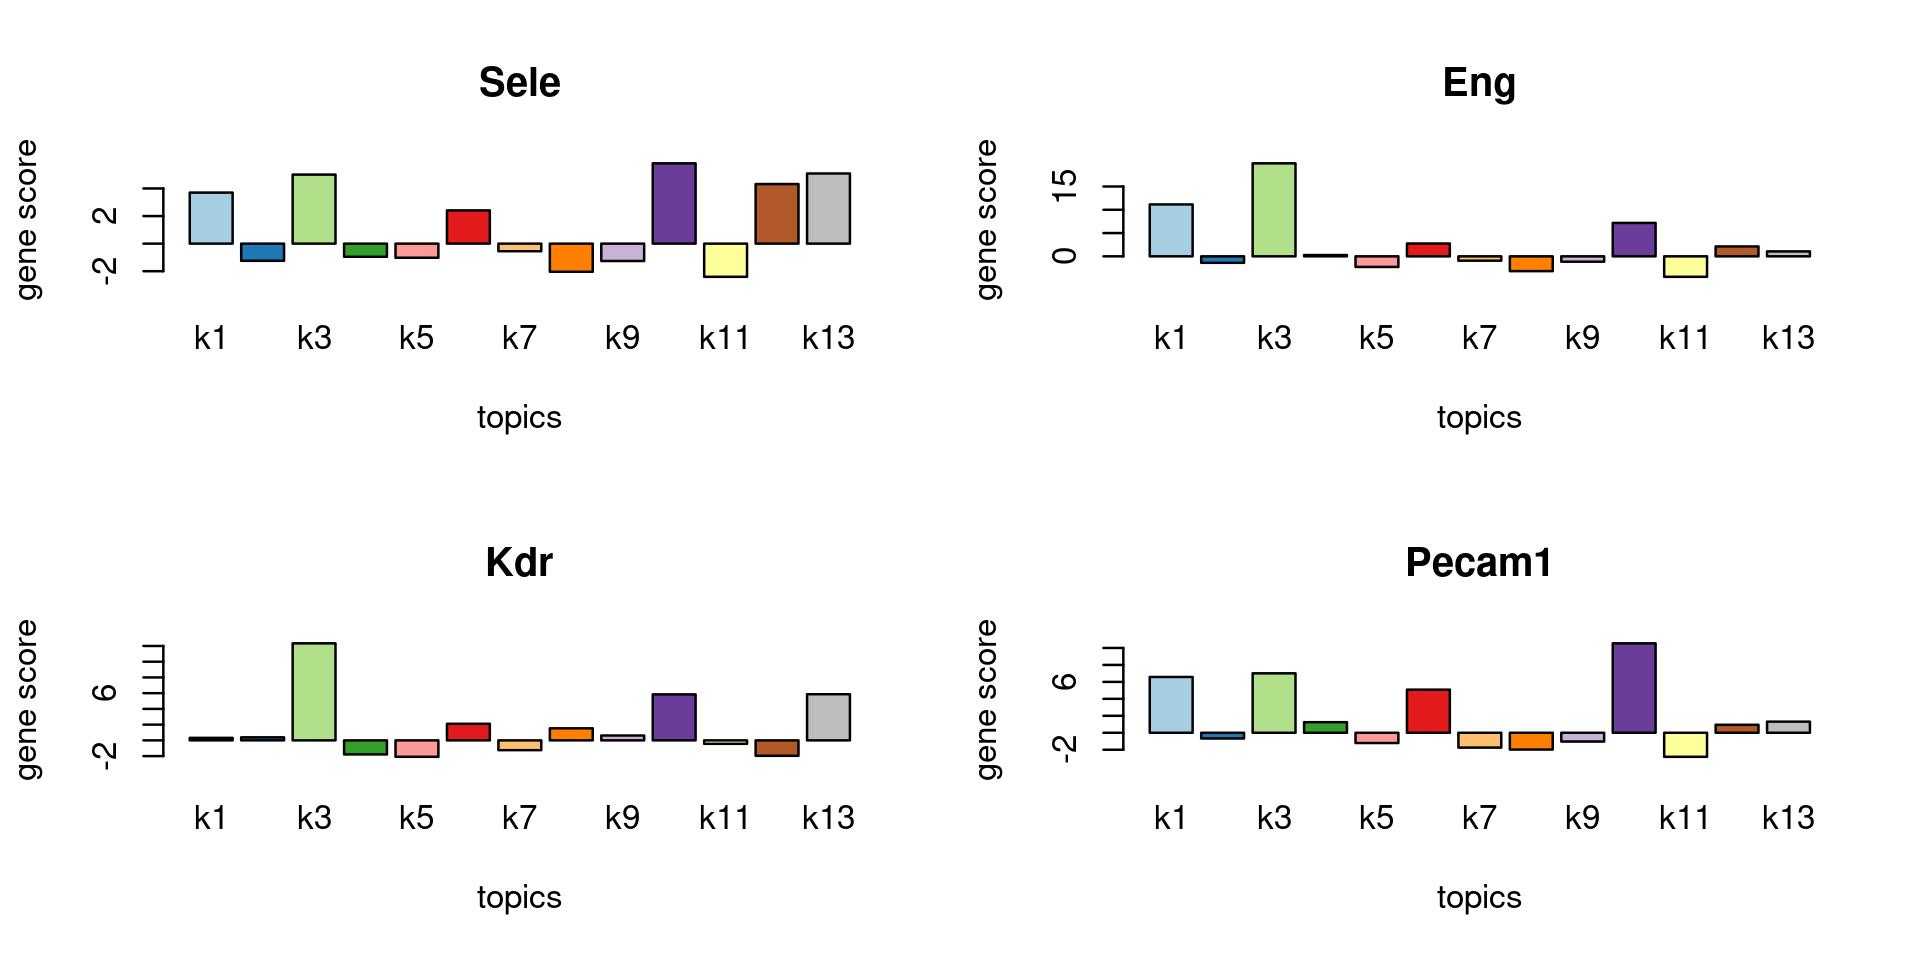 Sele
gene score
2
-2
k1 k3 k5 k7 k9 k11 k13
topics
Eng
gene score
15
0
k1 k3 k5 k7 k9 k11 k13
topics
Kdr
gene score
6
-2
k1 k3 k5 k7 k9 k11 k13
topics
Pecam1
gene score
6
-2
k1 k3 k5 k7 k9 k11 k13
topics